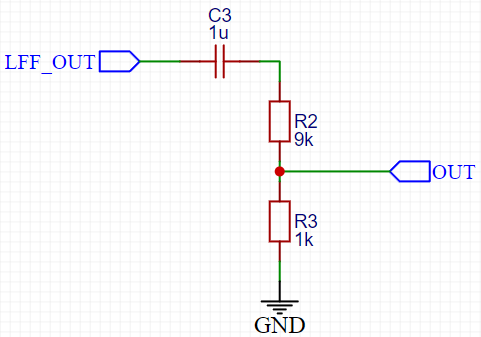 C3
1u
LFF_OUT
R2
9k
OUT
R3
1k
GND